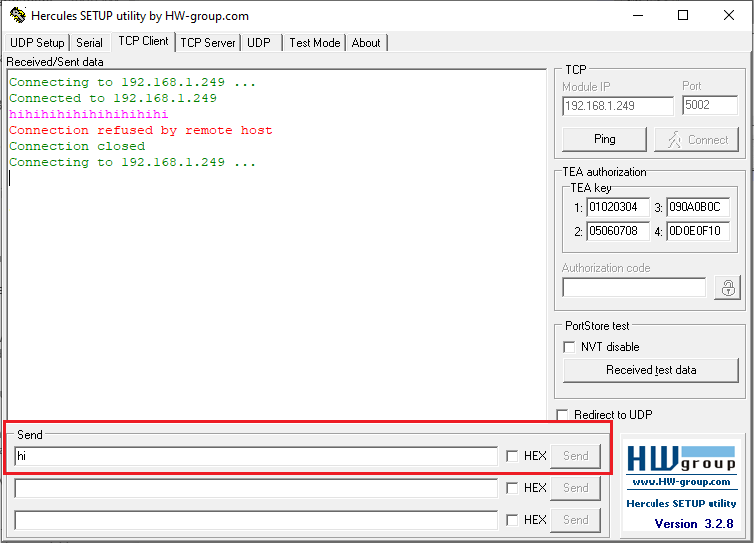 Hercules SETUP utility by HW-group.com
UDP Setup Serial TCP Client TCP Server UDP Test Mode About
Received/Sent data
Connecting to 192.168.1.249 ...
Connected to 192.168.1.249
hihihihihihihihihihi
Connection refused by remote host
Connection closed
Connecting to 192.168.1.249 ...
TCP
Module IP Port
192.168.1.249 5002
Ping Connect
TEA authorization
TEA key
1: 01020304 3: 090A0B0C
2: 05060708 4: 0D0E0F10
Authorization code
PortStore test
NVT disable
Received test data
Redirect to UDP
Send
hi HEX Send
HEX Send
HEX Send
HW group
www.HW-group.com
Hercules SETUP utility
Version 3.2.8